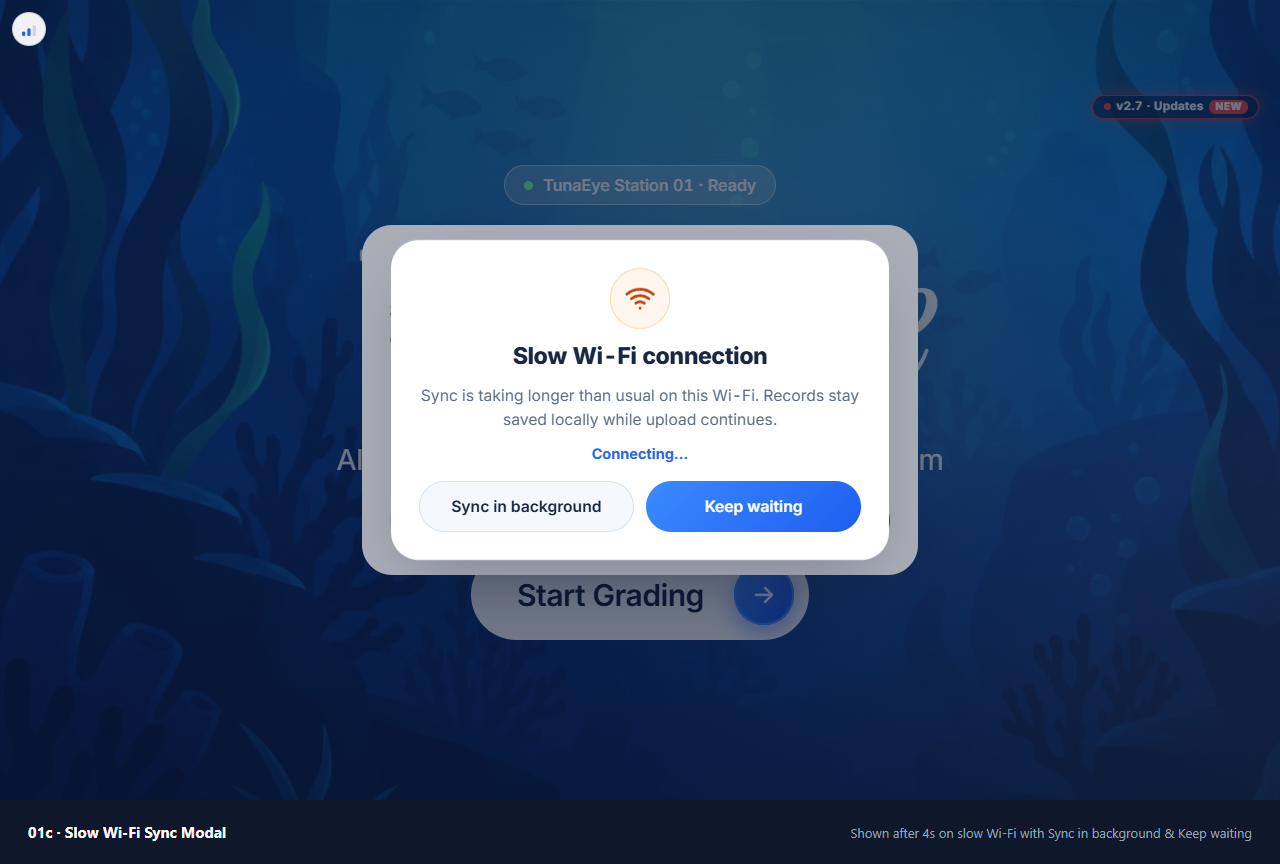 v2.7 · Updates NEW
TunaEye Station 01 · Ready
Slow Wi-Fi connection
Sync is taking longer than usual on this Wi-Fi. Records stay
saved locally while upload continues.
Connecting...
Sync in background
Keep waiting
Start Grading
01c · Slow Wi-Fi Sync Modal
Shown after 4s on slow Wi-Fi with Sync in background & Keep waiting